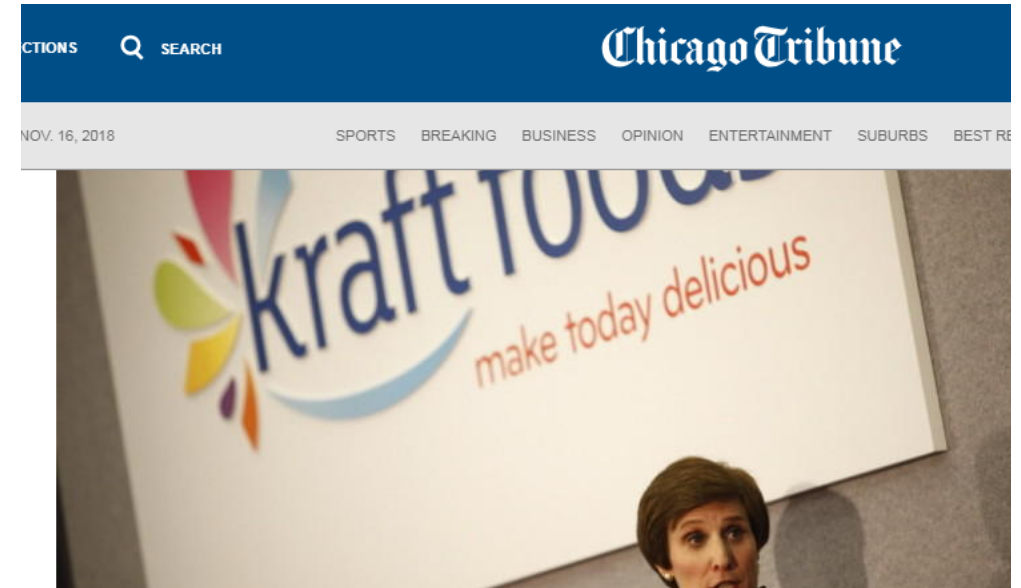 CTIONS
SEARCH
Chicago Tribune
NOV. 16, 2018
SPORTS
BREAKING
BUSINESS
OPINION
ENTERTAINMENT
SUBURBS
BEST RE
kraft foods
make today delicious